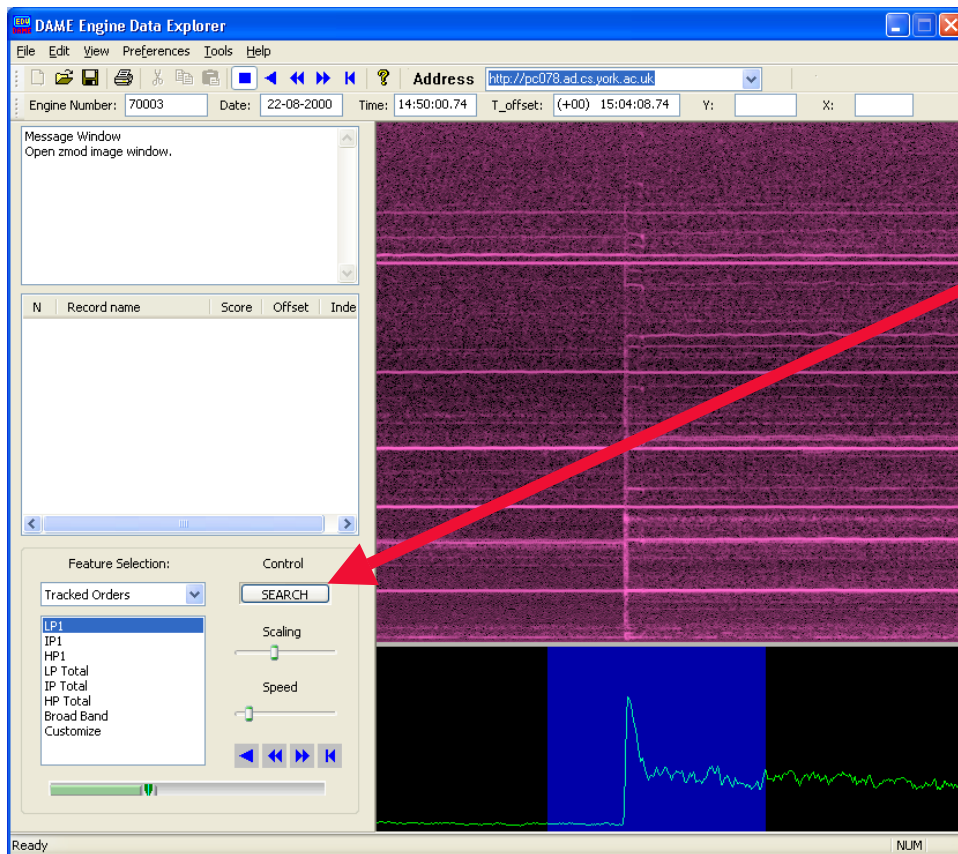 DAME Engine Data Explorer
File Edit View Preferences Tools Help
Address http://pc078.ad.cs.york.ac.uk
Engine Number: 70003 Date: 22-08-2000 Time: 14:50:00.74 T_offset: (+00) 15:04:08.74 Y: X:
Message Window
Open zmod image window.
N Record name Score Offset Inde
Feature Selection: Control
Tracked Orders SEARCH
LP1
IP1
HP1
LP Total
IP Total
HP Total
Broad Band
Customize
Scaling
Speed
Ready NUM